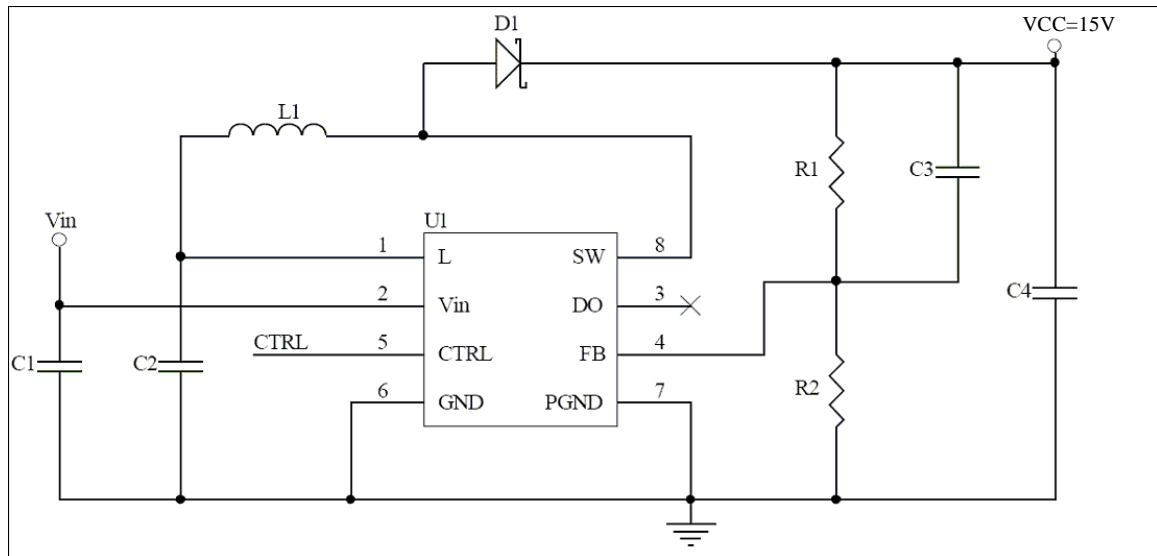 D1
VCC=15V
L1
R1
C3
Vin
U1
1
L
SW
8
2
Vin
DO
3
C4
CTRL
5
CTRL
FB
4
C1
C2
R2
6
GND
PGND
7